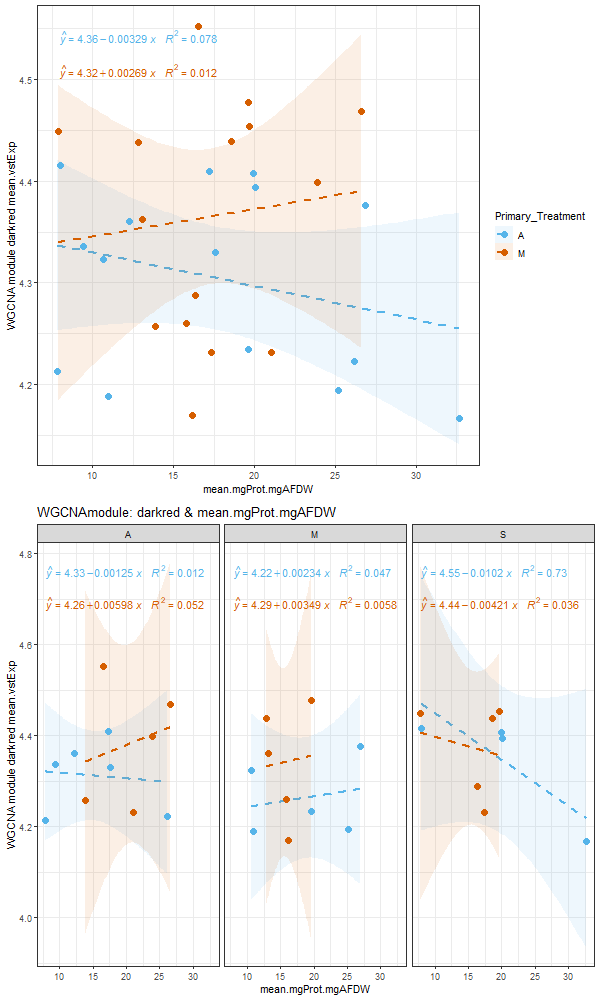 ŷ = 4.36 − 0.00329 x R² = 0.078
ŷ = 4.32 + 0.00269 x R² = 0.012
4.5
4.4
4.3
4.2
WGCNA module darkred mean.vstExp
10 15 20 25 30
mean.mgProt.mgAFDW
Primary_Treatment
A
M
WGCNAmodule: darkred & mean.mgProt.mgAFDW
A M S
ŷ = 4.33 − 0.00125 x R² = 0.012 ŷ = 4.22 + 0.00234 x R² = 0.047 ŷ = 4.55 − 0.0102 x R² = 0.73
ŷ = 4.26 + 0.00598 x R² = 0.052 ŷ = 4.29 + 0.00349 x R² = 0.0058 ŷ = 4.44 − 0.00421 x R² = 0.036
4.8
4.6
4.4
4.2
4.0
WGCNA module darkred mean.vstExp
10 15 20 25 30 10 15 20 25 30 10 15 20 25 30
mean.mgProt.mgAFDW